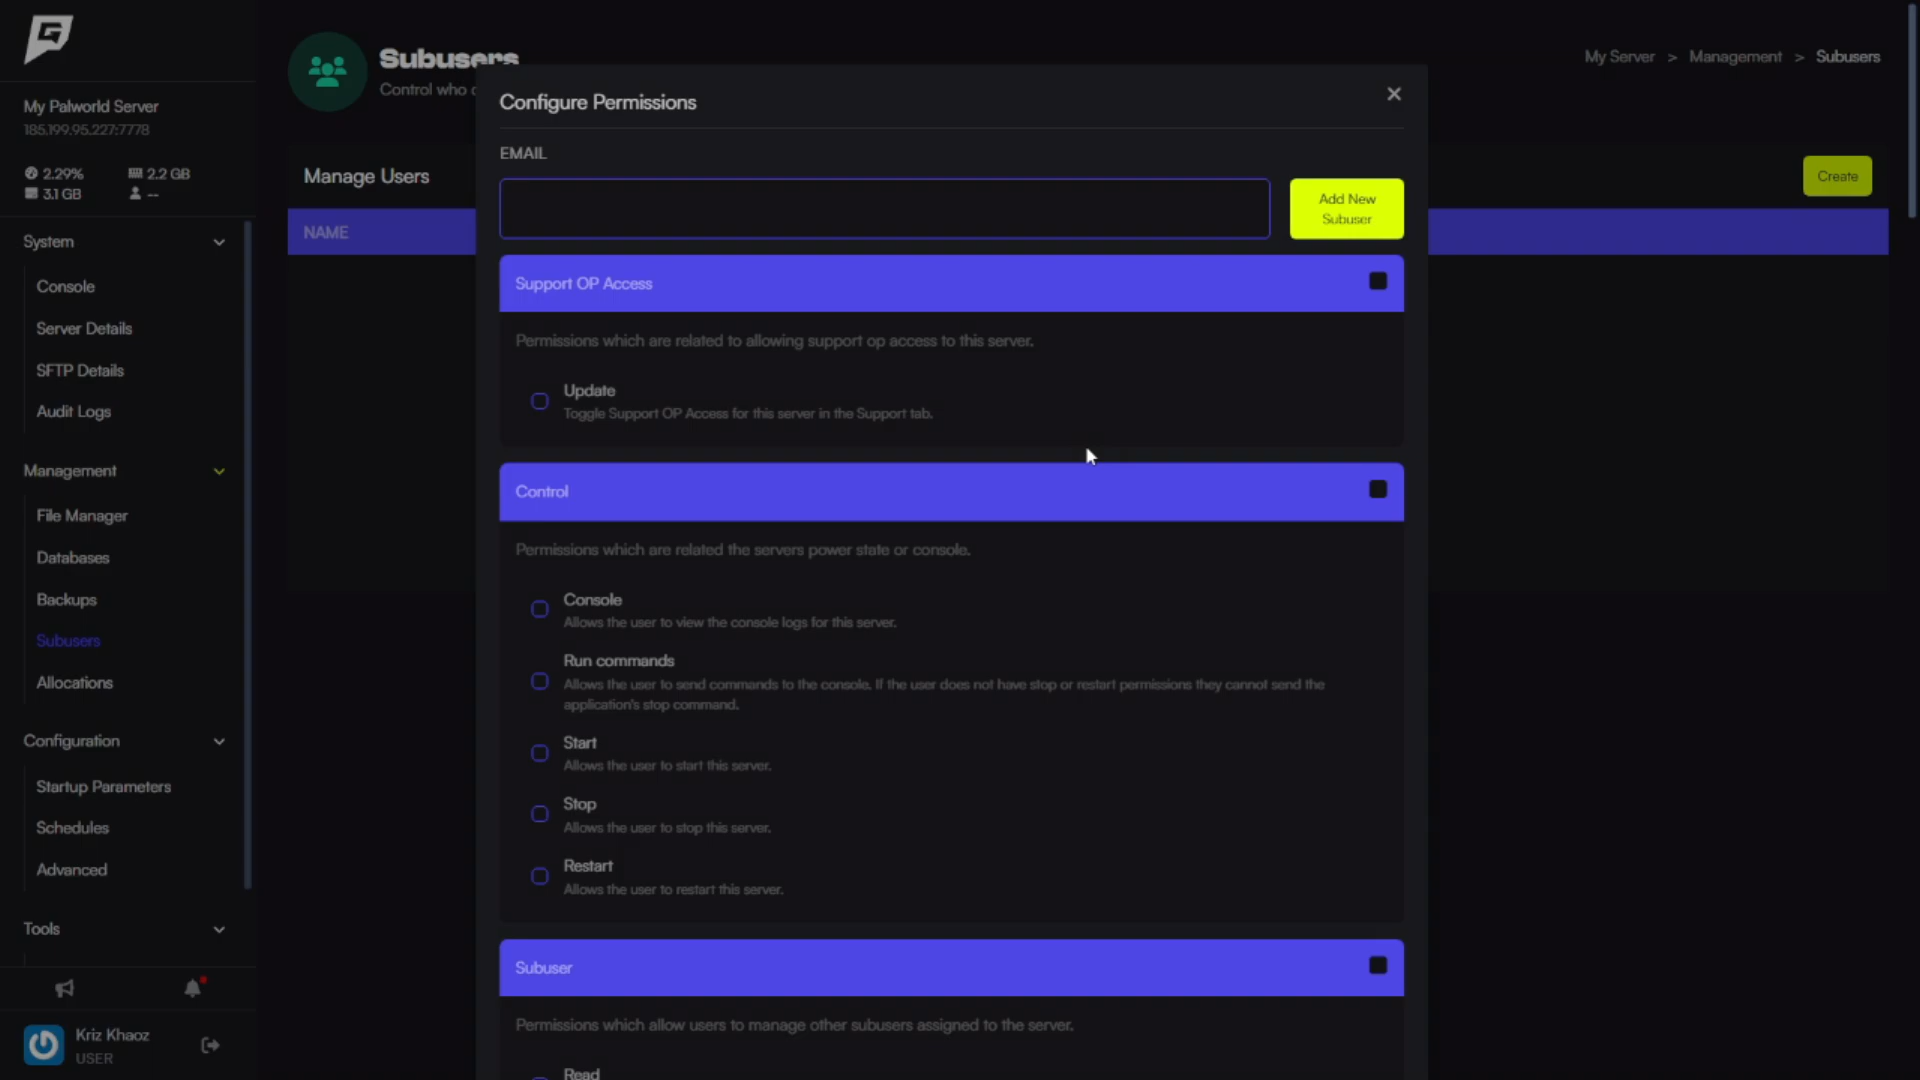 Subusers
Control who
My Server > Management > Subusers
My Palworld Server
185.199.95.227:7778
2.29%
2.2 GB
3.1 GB
--
System
Console
Server Details
SFTP Details
Audit Logs
Management
File Manager
Databases
Backups
Subusers
Allocations
Configuration
Startup Parameters
Schedules
Advanced
Tools
Kriz Khaoz
USER
Manage Users
Create
NAME
Configure Permissions
EMAIL
Add New
Subuser
Support OP Access
Permissions which are related to allowing support op access to this server.
Update
Toggle Support OP Access for this server in the Support tab.
Control
Permissions which are related the servers power state or console.
Console
Allows the user to view the console logs for this server.
Run commands
Allows the user to send commands to the console. If the user does not have stop or restart permissions they cannot send the
application's stop command.
Start
Allows the user to start this server.
Stop
Allows the user to stop this server.
Restart
Allows the user to restart this server.
Subuser
Permissions which allow users to manage other subusers assigned to the server.
Read